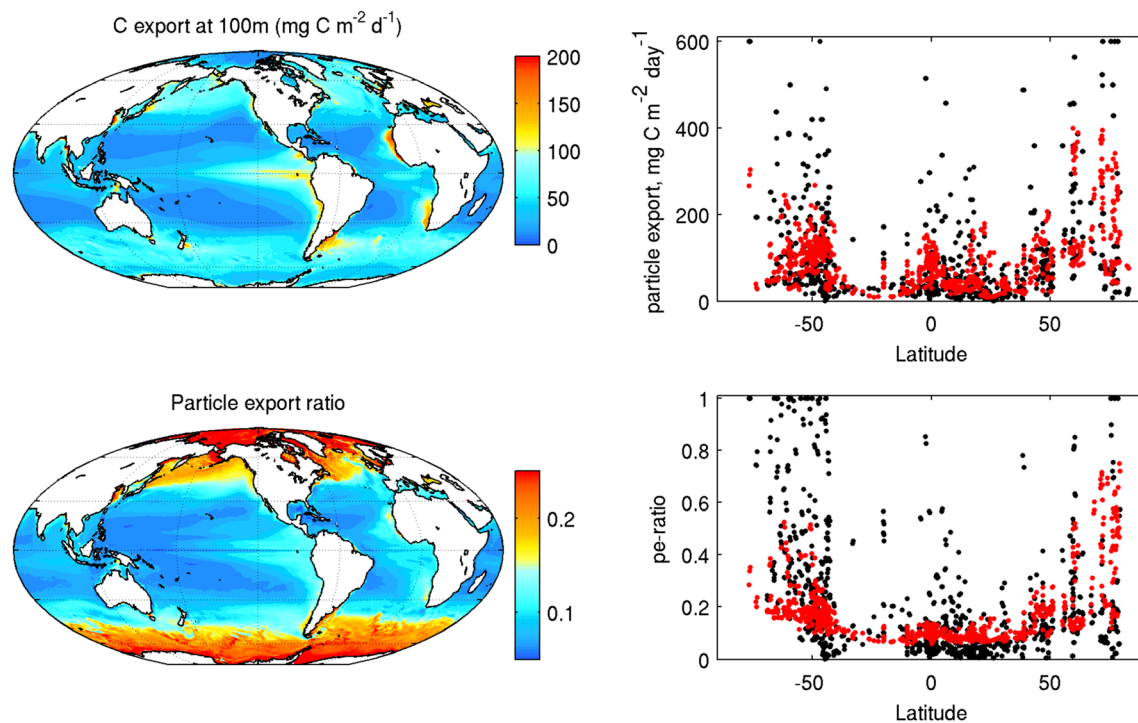 C export at 100m (mg C m-2 d-1)
200
150
100
50
0
particle export, mg C m-2 day-1
600
400
200
0
-50 0 50
Latitude
Particle export ratio
0.2
0.1
pe-ratio
1
0.8
0.6
0.4
0.2
0
-50 0 50
Latitude